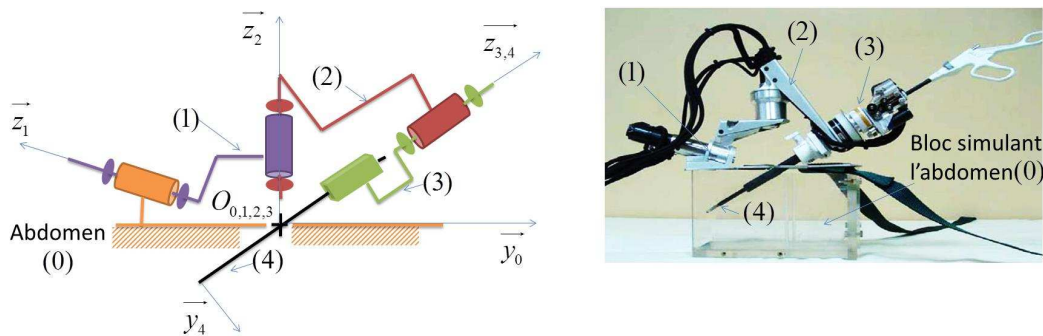 z₂
z₃,₄
(2)
z₁
(1)
O₀,₁,₂,₃
(3)
Abdomen
(0)
(4)
y₀
y₄
(2)
(3)
(1)
Bloc simulant
l'abdomen(0)
(4)